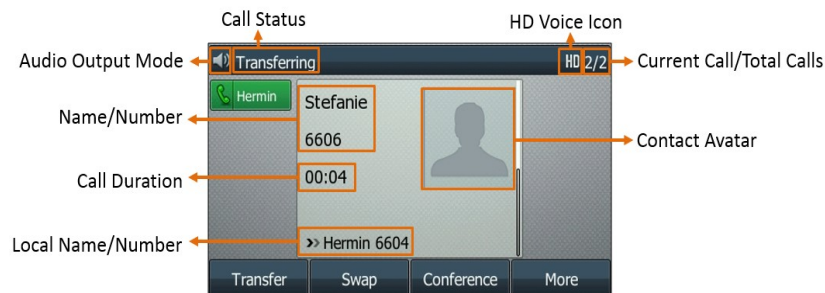 Call Status
HD Voice Icon
Audio Output Mode
Transferring
HD 2/2
Current Call/Total Calls
Hermin
Stefanie
Name/Number
6606
Contact Avatar
Call Duration
00:04
Local Name/Number
Hermin 6604
Transfer Swap Conference More